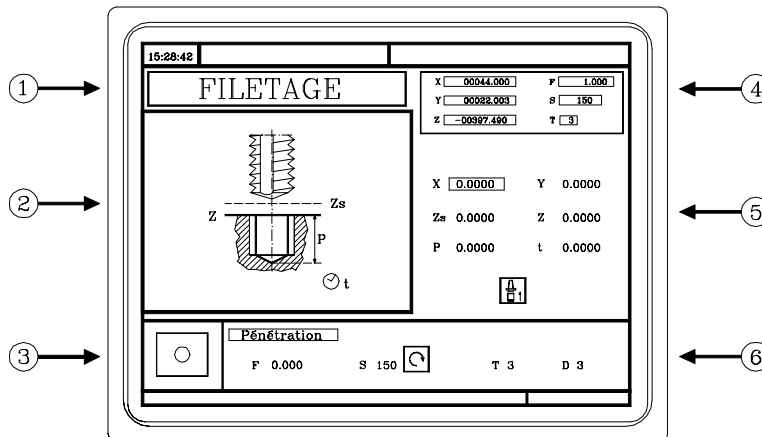 15:28:42
1 FILETAGE X 00044.000 F 1.000 4
Y 00022.003 S 150
Z -00397.490 T 3
2 Z Zs P t
X 0.0000 Y 0.0000 5
Zs 0.0000 Z 0.0000
P 0.0000 t 0.0000
3 Pénétration 6
F 0.000 S 150 T 3 D 3